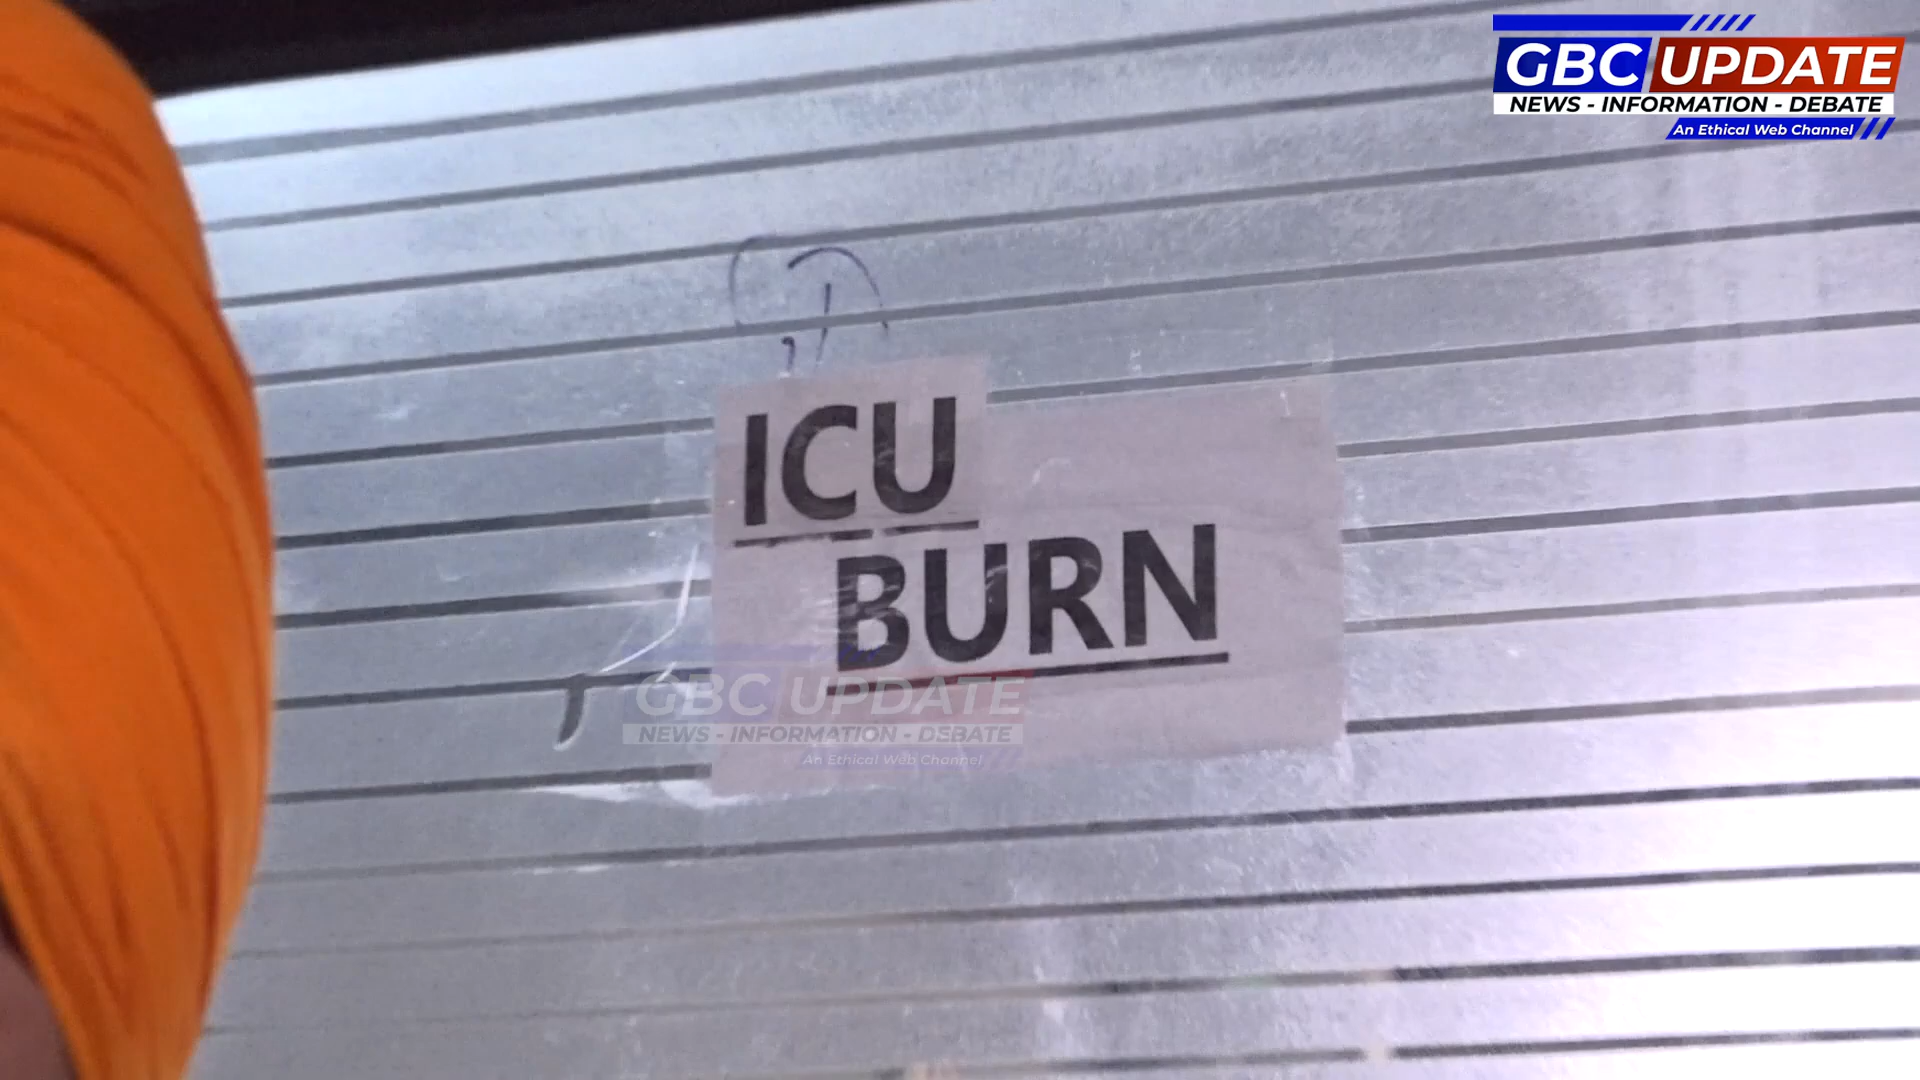 GBC UPDATE
NEWS - INFORMATION - DEBATE
An Ethical Web Channel
ICU
BURN
GBC UPDATE
NEWS - INFORMATION - DEBATE
An Ethical Web Channel